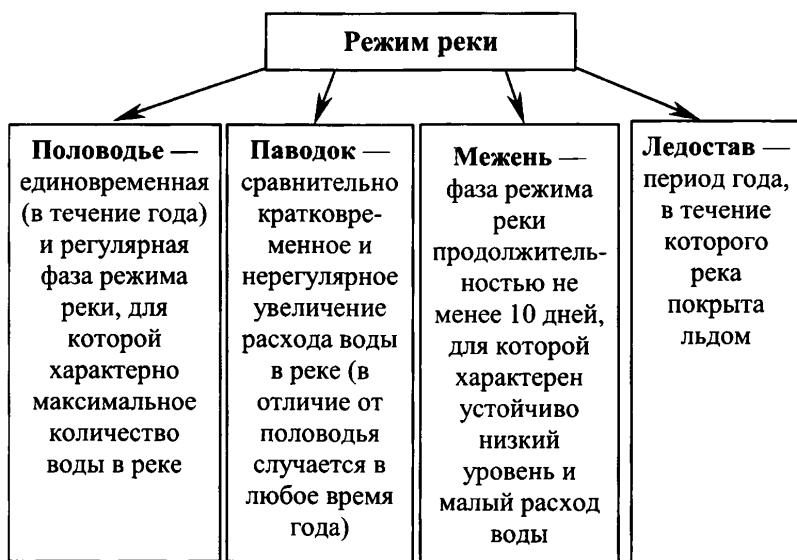 Режим реки
Половодье —
единовременная
(в течение года)
и регулярная
фаза режима
реки, для
которой
характерно
максимальное
количество
воды в реке
Паводок —
сравнительно
кратковре-
менное и
нерегулярное
увеличение
расхода воды
в реке (в
отличие от
половодья
случается в
любое время
года)
Межень —
фаза режима
реки
продолжитель-
ностью не
менее 10 дней,
для которой
характерен
устойчиво
низкий
уровень и
малый расход
воды
Ледостав —
период года,
в течение
которого
река
покрыта
льдом